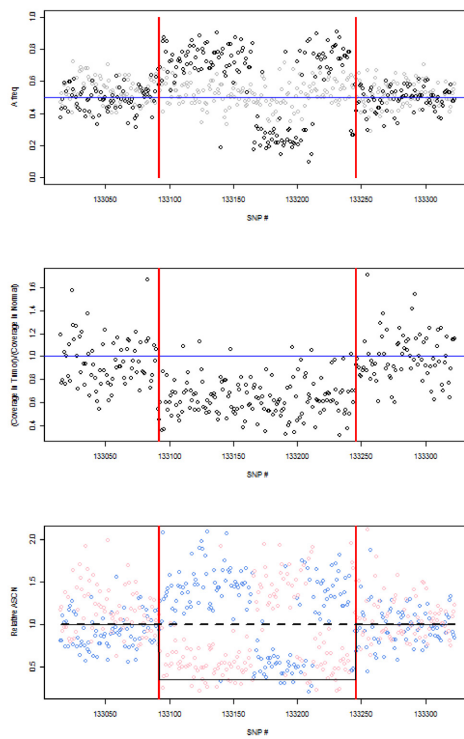 A freq
0.0 0.2 0.4 0.6 0.8 1.0
133050 133100 133150 133200 133250 133300
SNP #
(Coverage in Tumor)/(Coverage in Normal)
0.4 0.6 0.8 1.0 1.2 1.4 1.6
133050 133100 133150 133200 133250 133300
SNP #
Relative ASCN
0.5 1.0 1.5 2.0
133050 133100 133150 133200 133250 133300
SNP #